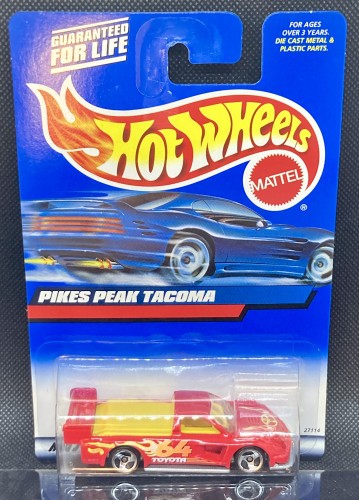 GUARANTEED
FOR LIFE
FOR AGES
OVER 3 YEARS.
DIE CAST METAL &
PLASTIC PARTS.
HOT WHEELS
MATTEL
®
PIKES PEAK TACOMA
27114
64
TOYOTA